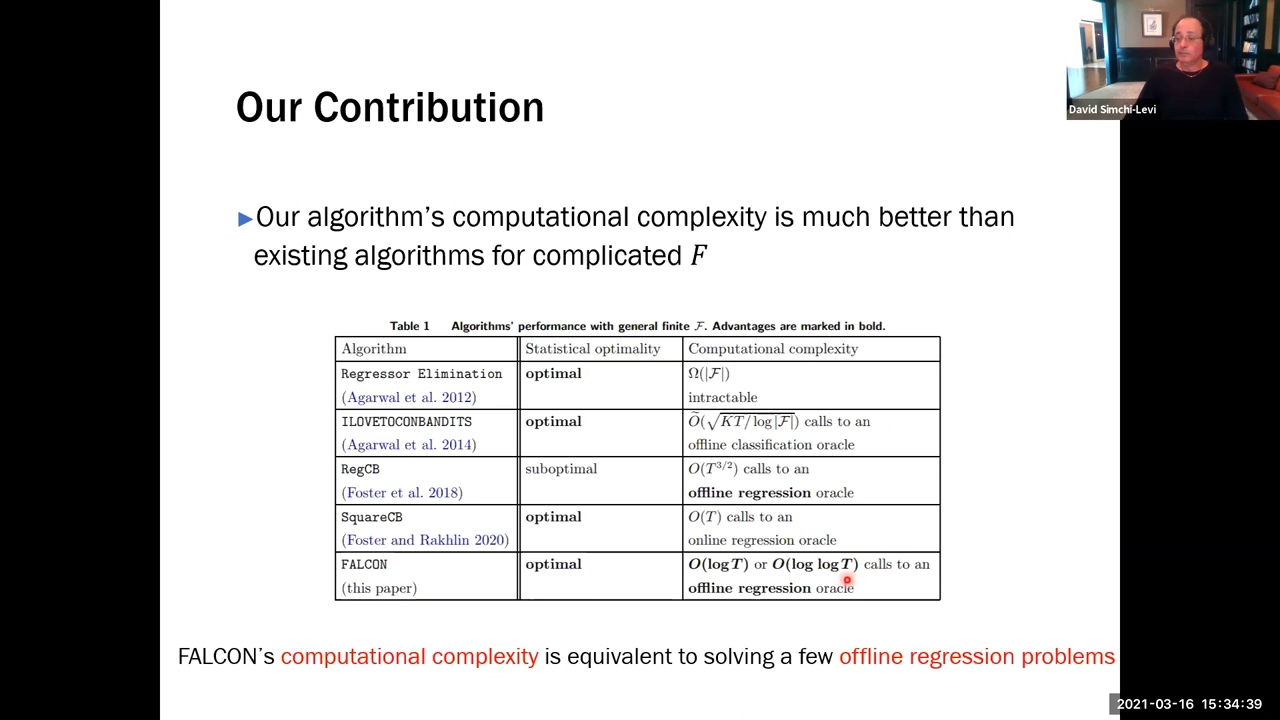 Our Contribution
David Simchi-Levi
►Our algorithm's computational complexity is much better than
existing algorithms for complicated F
Table 1 Algorithms' performance with general finite ℱ. Advantages are marked in bold.
Algorithm Statistical optimality Computational complexity
Regressor Elimination optimal Ω(|ℱ|)
(Agarwal et al. 2012) intractable
ILOVETOCONBANDITS optimal Õ(√KT/log|ℱ|) calls to an
(Agarwal et al. 2014) offline classification oracle
RegCB suboptimal O(T^{3/2}) calls to an
(Foster et al. 2018) offline regression oracle
SquareCB optimal O(T) calls to an
(Foster and Rakhlin 2020) online regression oracle
FALCON optimal O(log T) or O(log log T) calls to an
(this paper) offline regression oracle
FALCON's computational complexity is equivalent to solving a few offline regression problems
2021-03-16 15:34:39